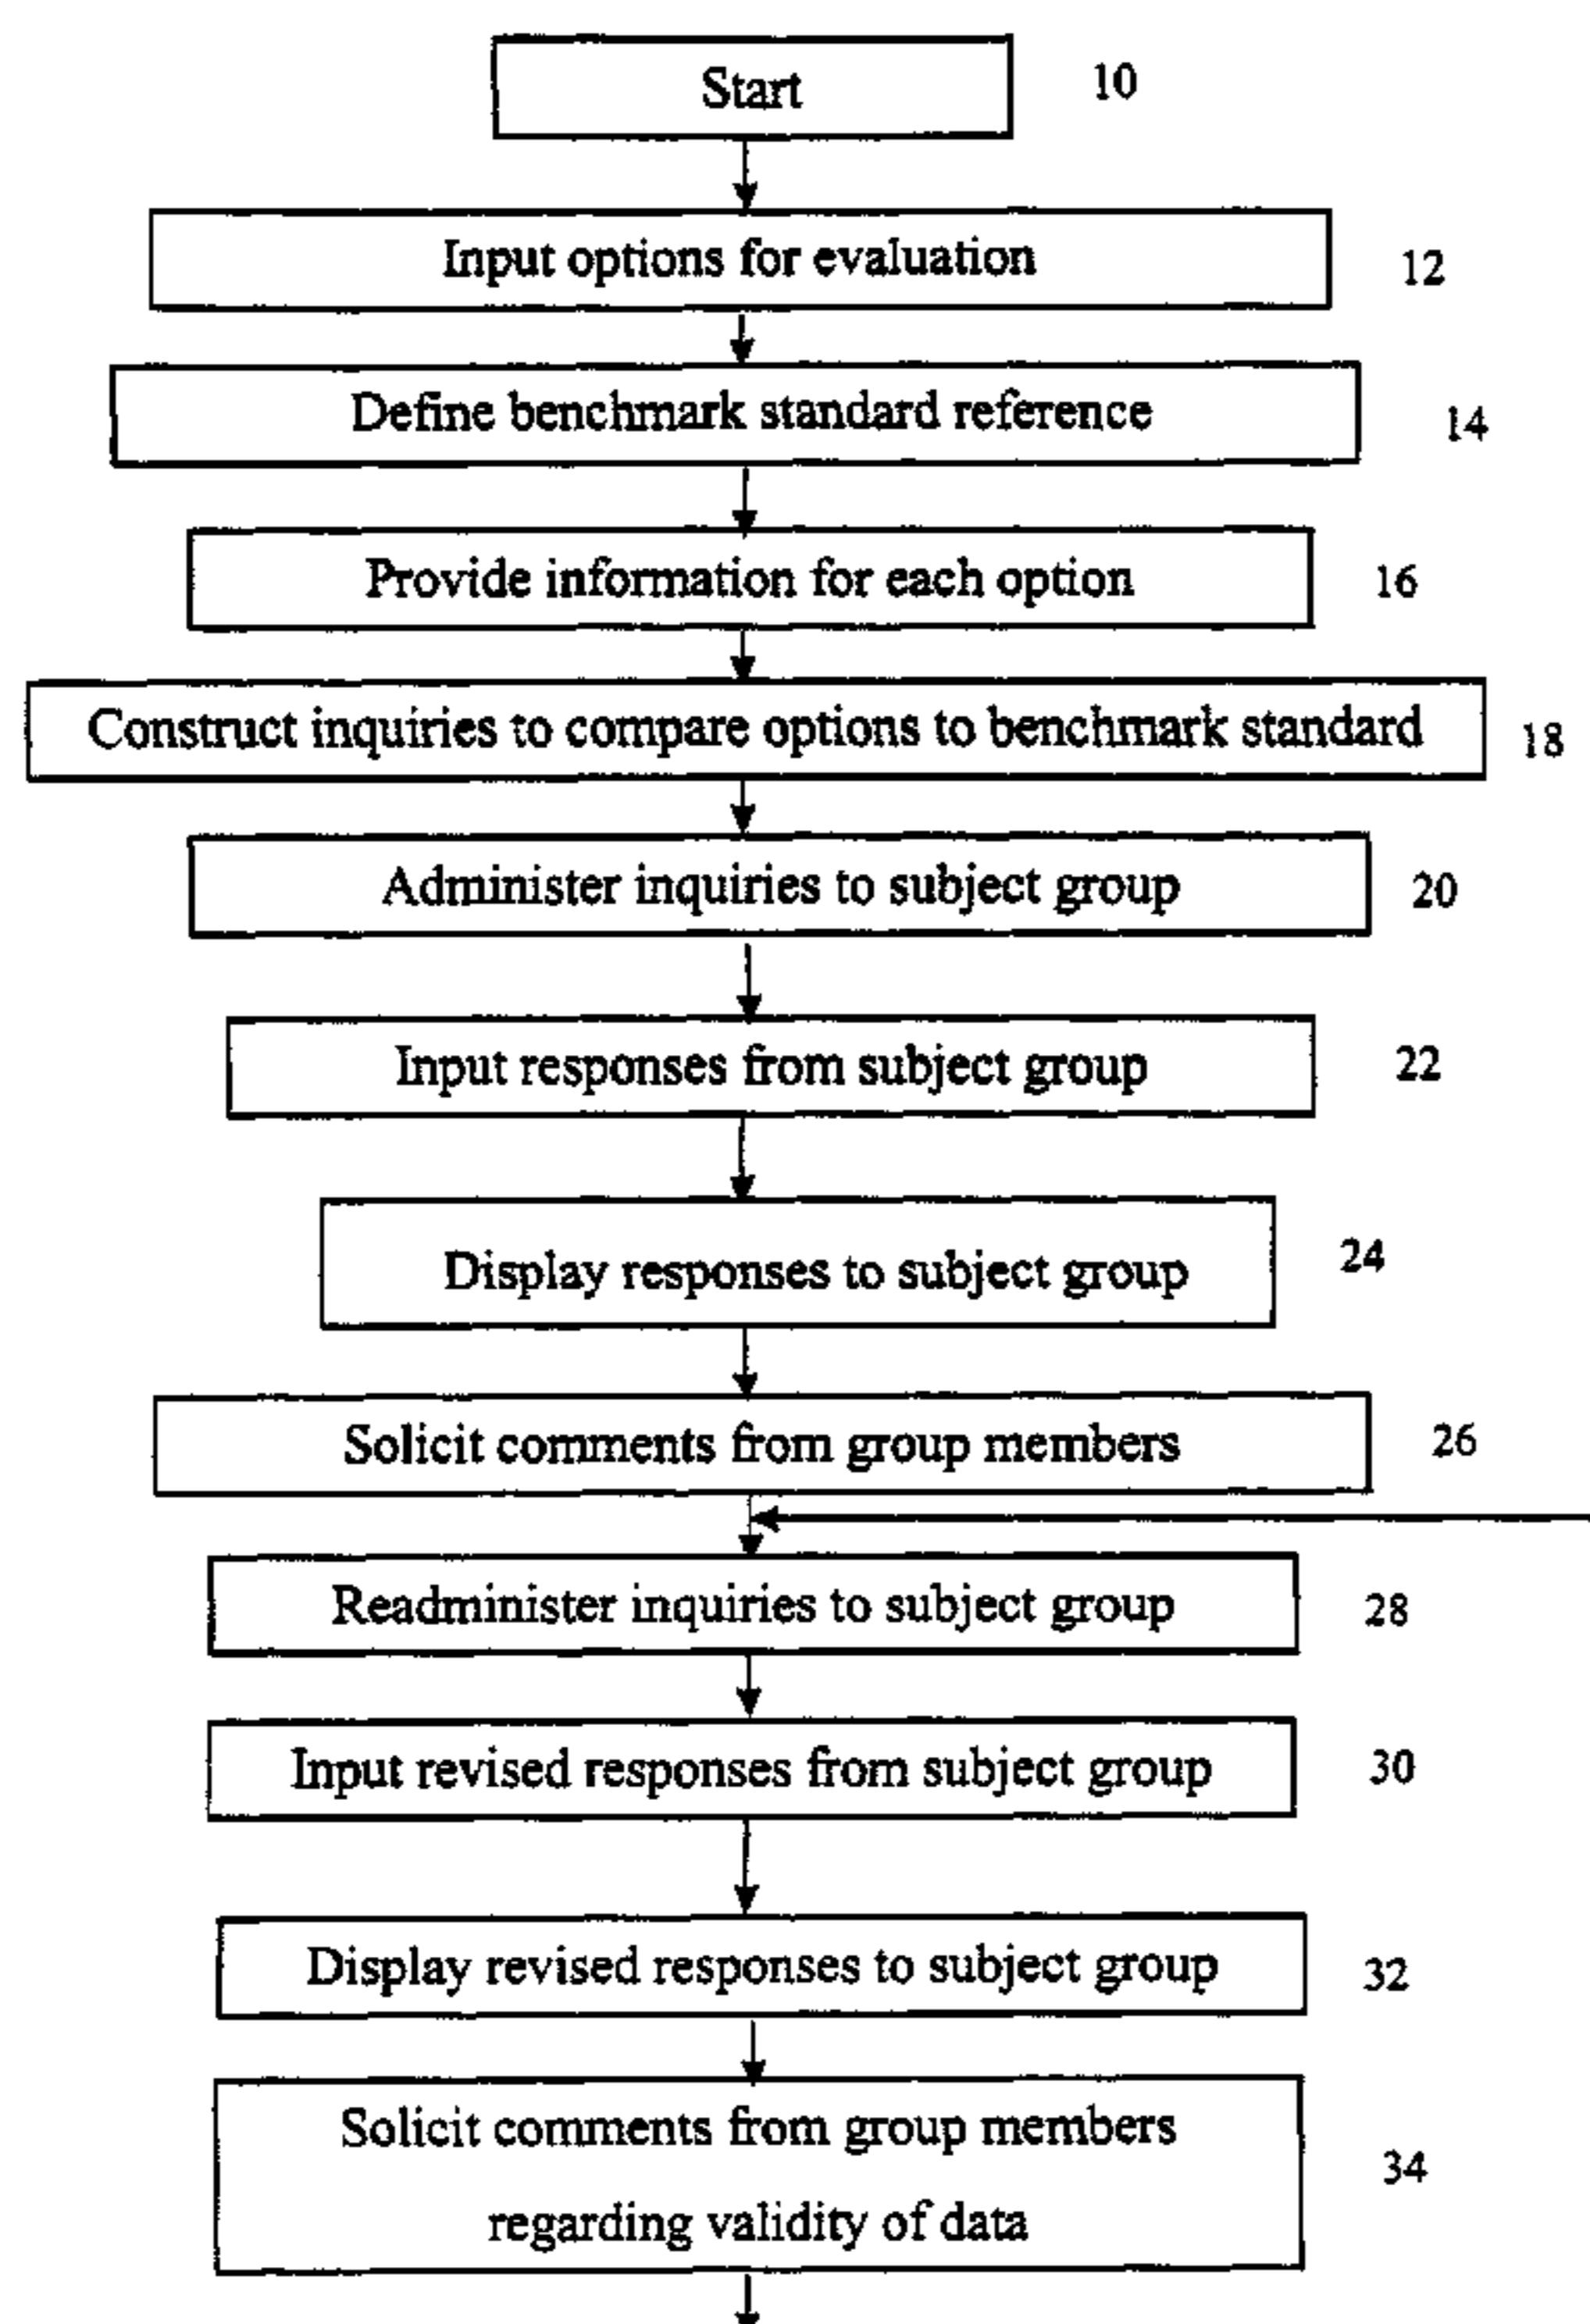 Start 10
Input options for evaluation 12
Define benchmark standard reference 14
Provide information for each option 16
Construct inquiries to compare options to benchmark standard 18
Administer inquiries to subject group 20
Input responses from subject group 22
Display responses to subject group 24
Solicit comments from group members 26
Readminister inquiries to subject group 28
Input revised responses from subject group 30
Display revised responses to subject group 32
Solicit comments from group members
regarding validity of data 34